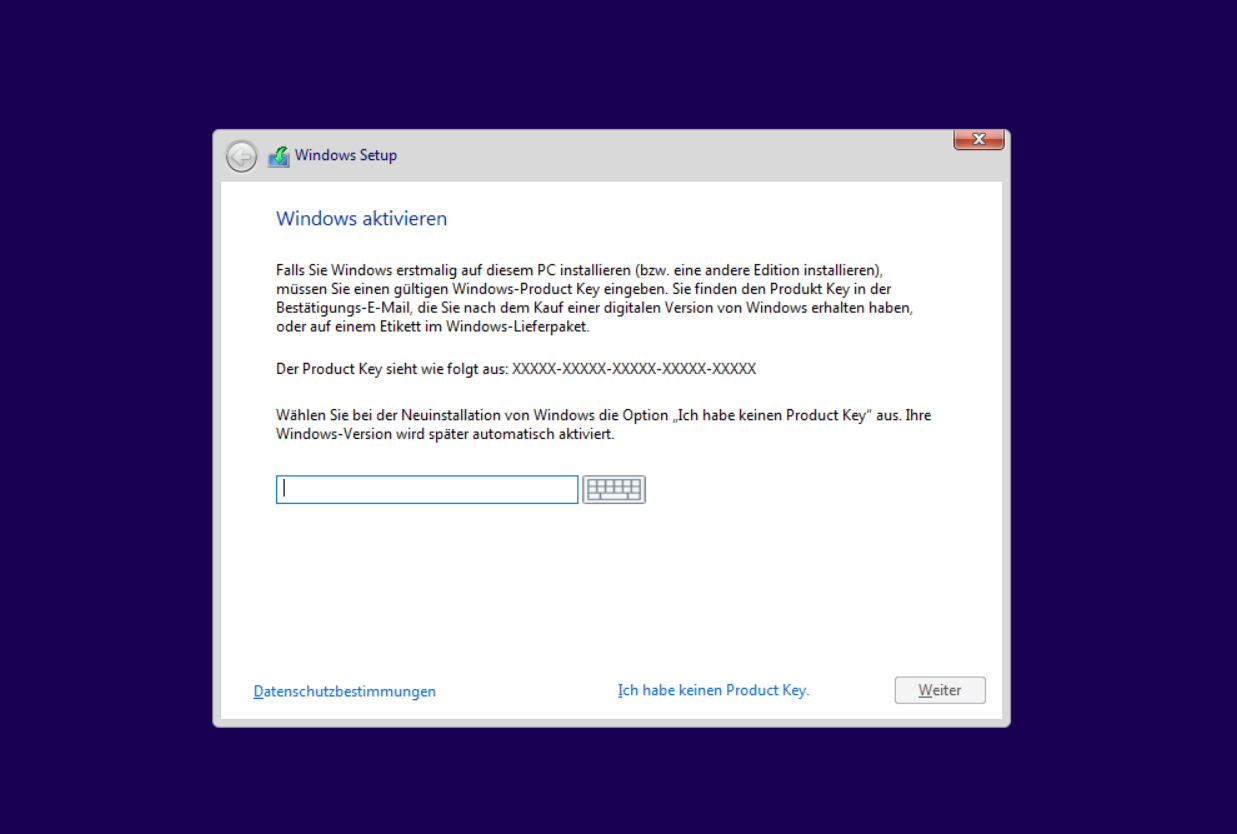 Windows Setup
Windows aktivieren
Falls Sie Windows erstmalig auf diesem PC installieren (bzw. eine andere Edition installieren),
müssen Sie einen gültigen Windows-Product Key eingeben. Sie finden den Produkt Key in der
Bestätigungs-E-Mail, die Sie nach dem Kauf einer digitalen Version von Windows erhalten haben,
oder auf einem Etikett im Windows-Lieferpaket.
Der Product Key sieht wie folgt aus: XXXXX-XXXXX-XXXXX-XXXXX-XXXXX
Wählen Sie bei der Neuinstallation von Windows die Option „Ich habe keinen Product Key“ aus. Ihre
Windows-Version wird später automatisch aktiviert.
Datenschutzbestimmungen
Ich habe keinen Product Key.
Weiter